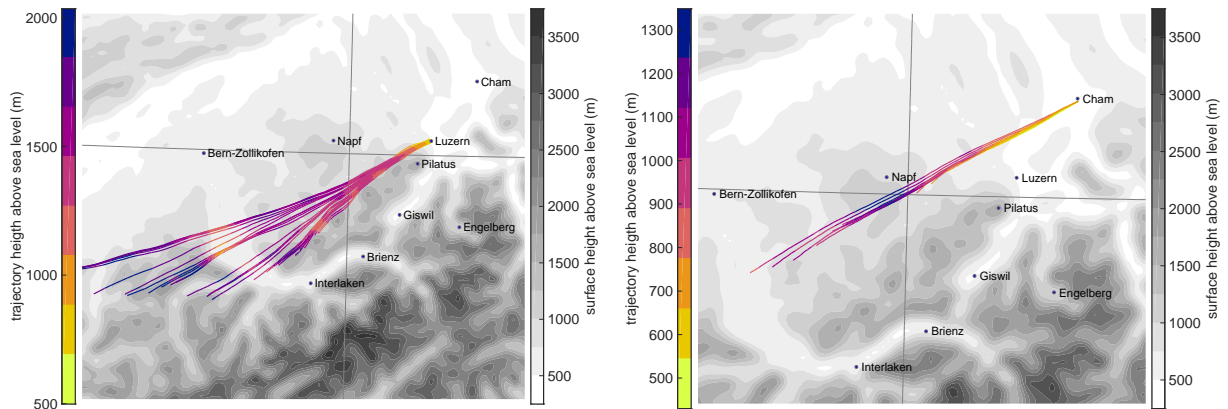 2000
1500
1000
500
trajectory heigth above sea level (m)
Cham
Napf
Luzern
Bern-Zollikofen
Pilatus
Giswil
Engelberg
Brienz
Interlaken
3500
3000
2500
2000
1500
1000
500
surface height above sea level (m)
1300
1200
1100
1000
900
800
700
600
500
trajectory heigth above sea level (m)
Cham
Napf
Luzern
Bern-Zollikofen
Pilatus
Giswil
Engelberg
Brienz
Interlaken
3500
3000
2500
2000
1500
1000
500
surface height above sea level (m)